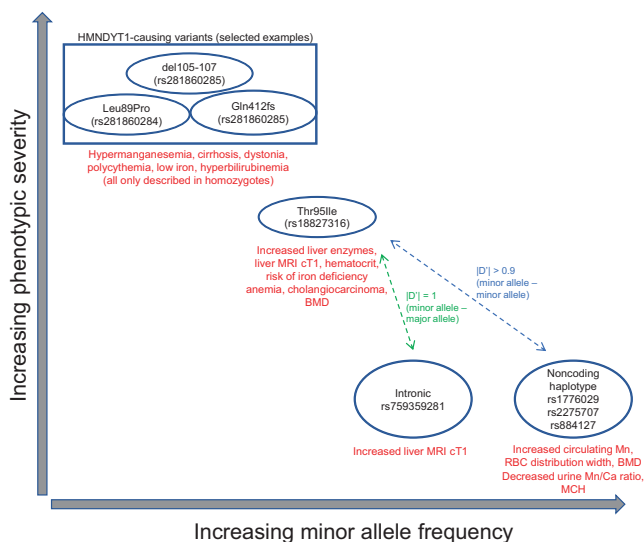 HMNDYT1-causing variants (selected examples)
del105-107
(rs281860285)
Leu89Pro
(rs281860284)
Gln412fs
(rs281860285)
Hypermanganesemia, cirrhosis, dystonia,
polycythemia, low iron, hyperbilirubinemia
(all only described in homozygotes)
Thr95Ile
(rs18827316)
Increased liver enzymes,
liver MRI cT1, hematocrit,
risk of iron deficiency
anemia, cholangiocarcinoma,
BMD
|D'| = 1
(minor allele –
major allele)
|D'| > 0.9
(minor allele –
minor allele)
Intronic
rs759359281
Increased liver MRI cT1
Noncoding
haplotype
rs1776029
rs2275707
rs884127
Increased circulating Mn,
RBC distribution width, BMD
Decreased urine Mn/Ca ratio,
MCH
Increasing phenotypic severity
Increasing minor allele frequency